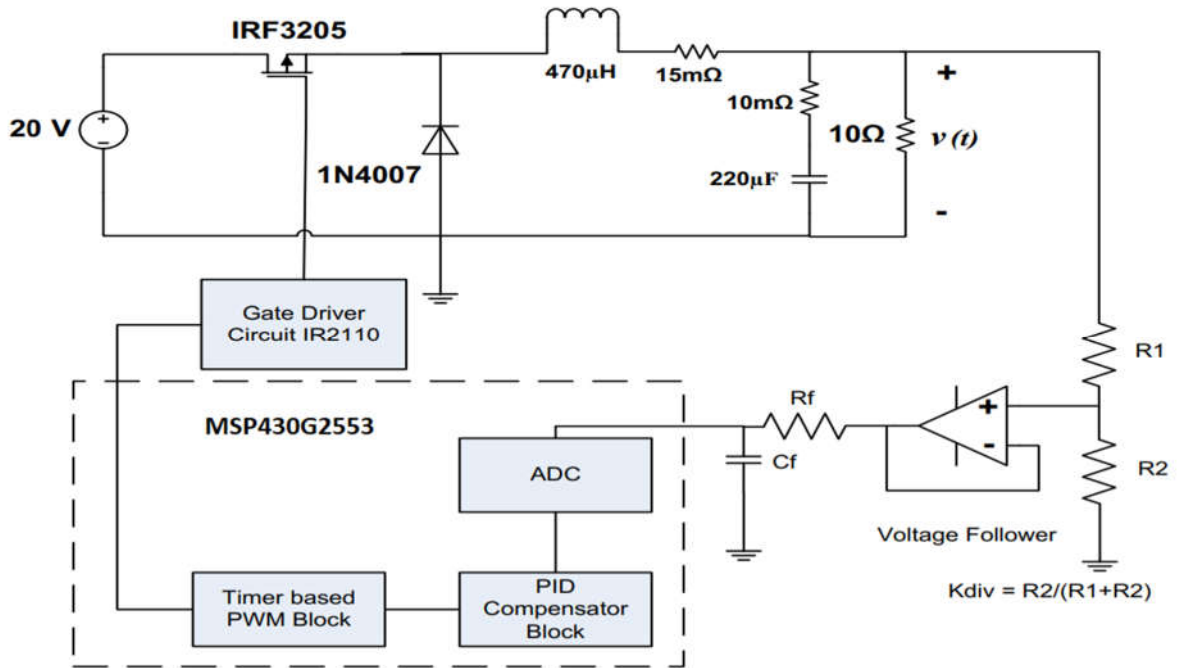 IRF3205
470μH
15mΩ
10mΩ
+
20 V
+
-
1N4007
10Ω
v(t)
220μF
-
Gate Driver
Circuit IR2110
R1
MSP430G2553
Rf
+
-
ADC
Cf
R2
Voltage Follower
Timer based
PWM Block
PID
Compensator
Block
Kdiv = R2/(R1+R2)